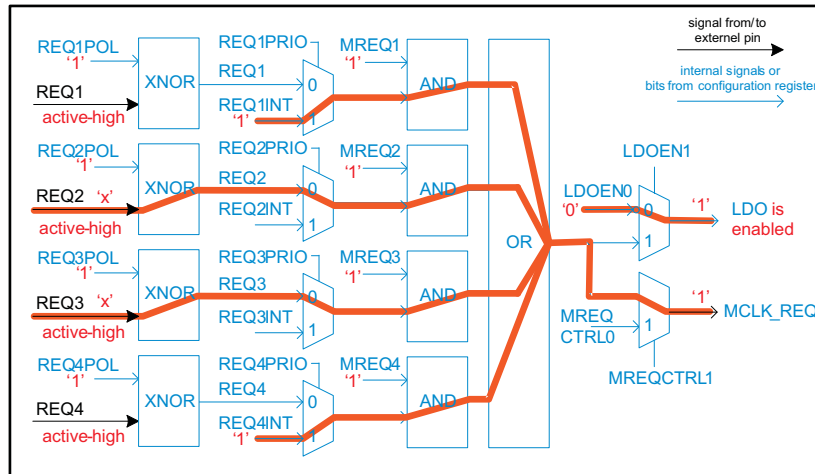 signal from/to
externel pin
internal signals or
bits from configuration register
REQ1POL
'1'
REQ1
active-high
XNOR
REQ1PRIO
REQ1
REQ1INT
'1'
0
1
MREQ1
'1'
AND
REQ2POL
'1'
REQ2 'x'
active-high
XNOR
REQ2PRIO
REQ2
REQ2INT
0
1
MREQ2
'1'
AND
REQ3POL
'1'
REQ3 'x'
active-high
XNOR
REQ3PRIO
REQ3
REQ3INT
0
1
MREQ3
'1'
AND
REQ4POL
'1'
REQ4
active-high
XNOR
REQ4PRIO
REQ4
REQ4INT
'1'
0
1
MREQ4
'1'
AND
OR
LDOEN1
LDOEN0
'0'
0
1
'1'
LDO is
enabled
MREQ
CTRL0
1
'1'
MCLK_REQ
MREQCTRL1